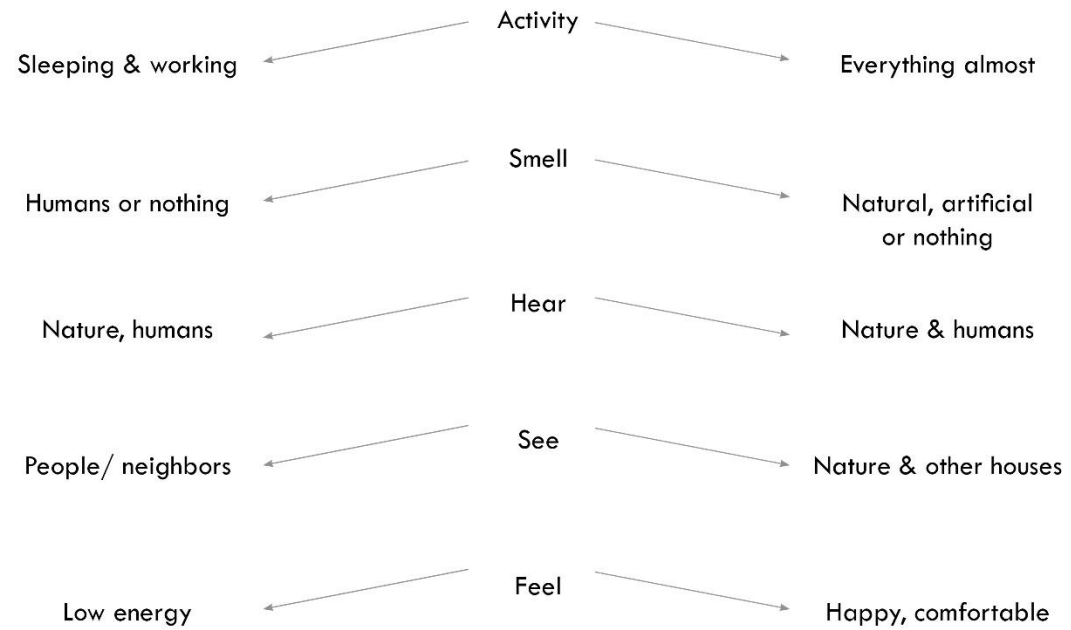 Activity
Sleeping & working
Everything almost
Smell
Humans or nothing
Natural, artificial
or nothing
Hear
Nature, humans
Nature & humans
See
People/ neighbors
Nature & other houses
Feel
Low energy
Happy, comfortable